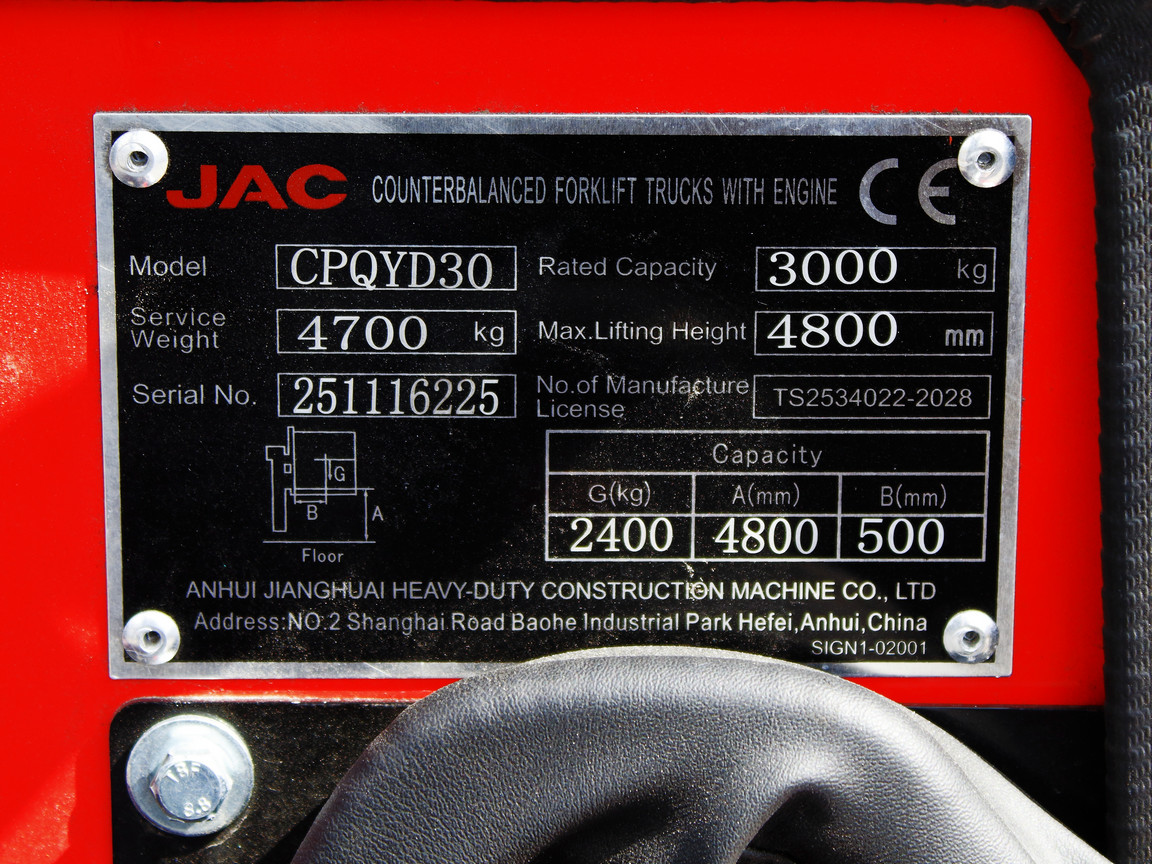 JAC COUNTERBALANCED FORKLIFT TRUCKS WITH ENGINE CE
Model CPQYD30 Rated Capacity 3000 kg
Service Weight 4700 kg Max.Lifting Height 4800 mm
Serial No. 251116225 No.of Manufacture License TS2534022-2028
G
B A
Floor
Capacity
G(kg) A(mm) B(mm)
2400 4800 500
ANHUI JIANGHUAI HEAVY-DUTY CONSTRUCTION MACHINE CO., LTD
Address:NO.2 Shanghai Road Baohe Industrial Park Hefei,Anhui,China
SIGN1-02001
8.8